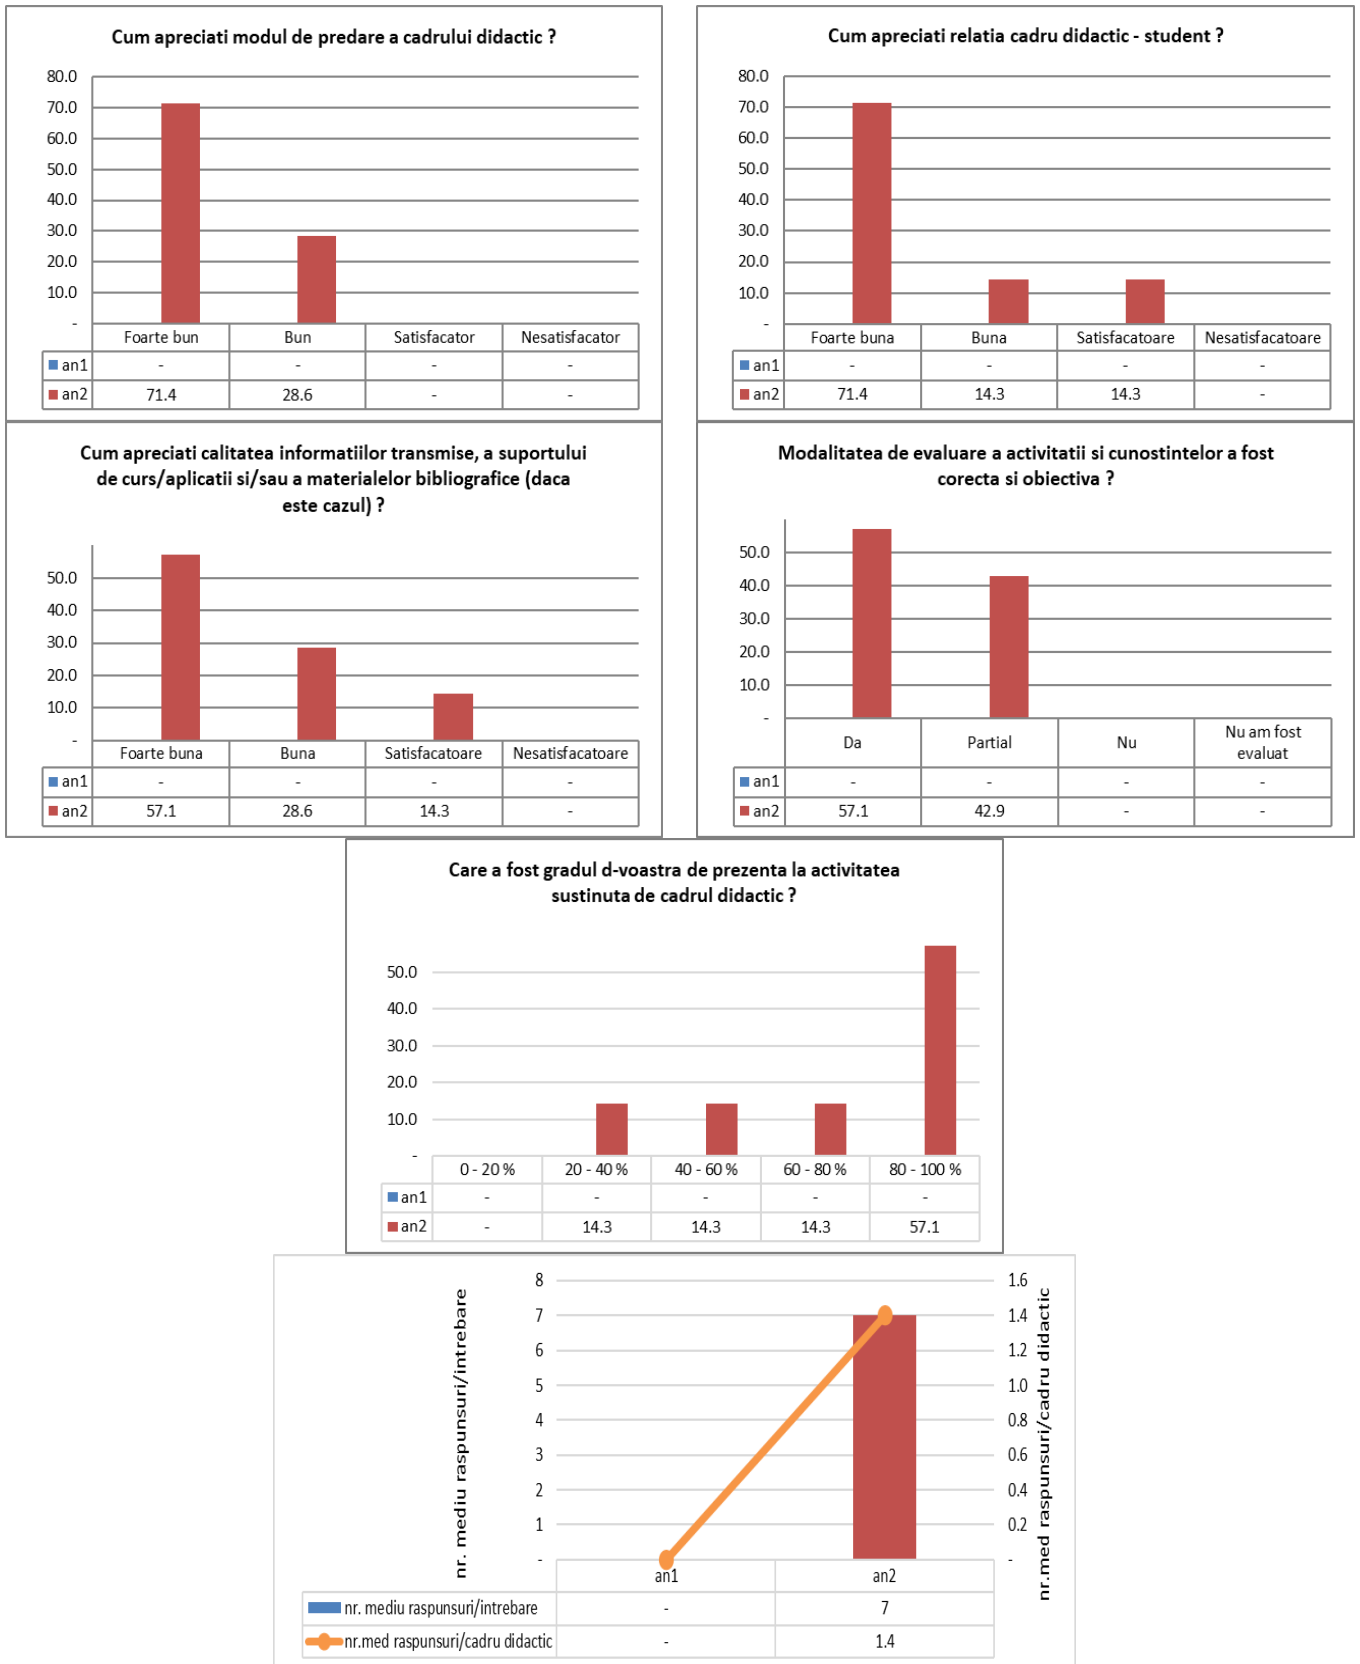 Cum apreciati modul de predare a cadrului didactic ?
80.0
70.0
60.0
50.0
40.0
30.0
20.0
10.0
-
Foarte bun Bun Satisfacator Nesatisfacator
an1 - - - -
an2 71.4 28.6 - -
Cum apreciati relatia cadru didactic - student ?
80.0
70.0
60.0
50.0
40.0
30.0
20.0
10.0
-
Foarte buna Buna Satisfacatoare Nesatisfacatoare
an1 - - - -
an2 71.4 14.3 14.3 -
Cum apreciati calitatea informatiilor transmise, a suportului
de curs/aplicatii si/sau a materialelor bibliografice (daca
este cazul) ?
50.0
40.0
30.0
20.0
10.0
-
Foarte buna Buna Satisfacatoare Nesatisfacatoare
an1 - - - -
an2 57.1 28.6 14.3 -
Modalitatea de evaluare a activitatii si cunostintelor a fost
corecta si obiectiva ?
50.0
40.0
30.0
20.0
10.0
-
Da Partial Nu Nu am fost
evaluat
an1 - - - -
an2 57.1 42.9 - -
Care a fost gradul d-voastra de prezenta la activitatea
sustinuta de cadrul didactic ?
50.0
40.0
30.0
20.0
10.0
-
0 - 20 % 20 - 40 % 40 - 60 % 60 - 80 % 80 - 100 %
an1 - - - - -
an2 - 14.3 14.3 14.3 57.1
nr. mediu raspunsuri/intrebare
8
7
6
5
4
3
2
1
-
1.6
1.4
1.2
1.0
0.8
0.6
0.4
0.2
-
nr.med raspunsuri/cadru didactic
an1 an2
nr. mediu raspunsuri/intrebare - 7
nr.med raspunsuri/cadru didactic - 1.4